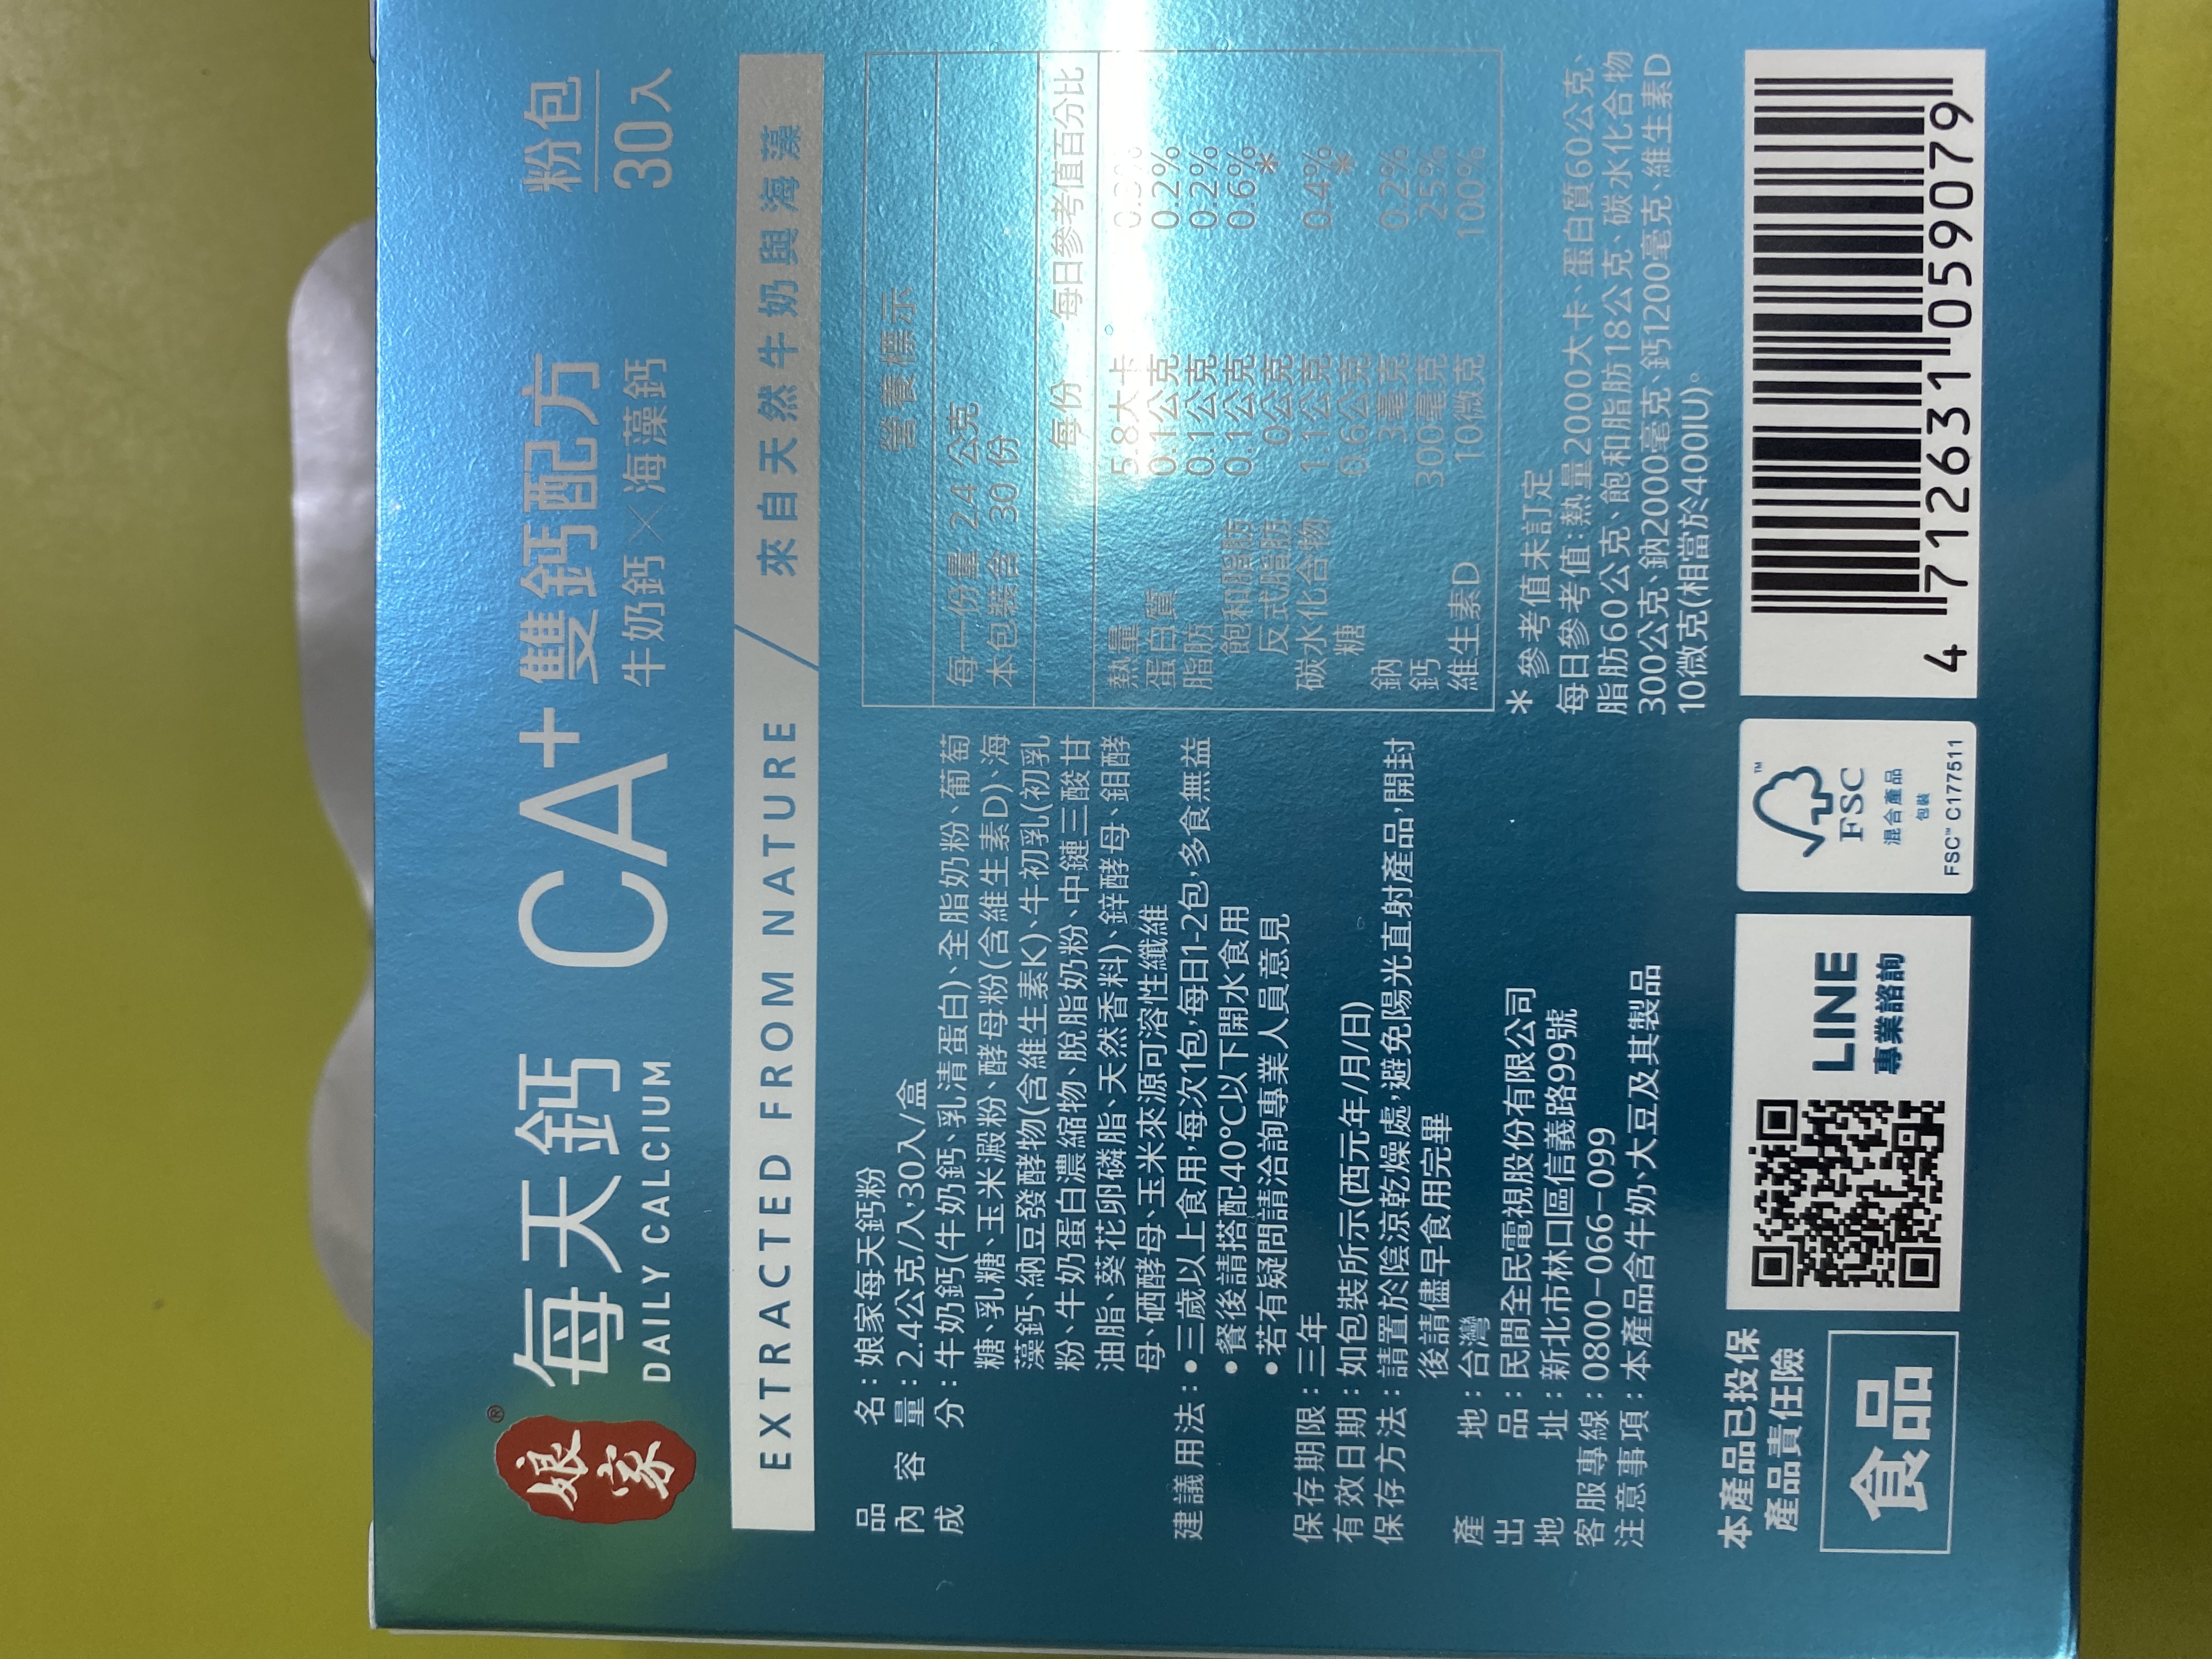 娘家®
每天鈣
DAILY CALCIUM
CA+ 雙鈣配方
牛奶鈣×海藻鈣
粉包
30入
EXTRACTED FROM NATURE / 來自天然牛奶與海藻
品名：娘家每天鈣粉
內容量：2.4公克/入，30入/盒
成分：牛奶鈣(牛奶鈣、乳清蛋白)、全脂奶粉、葡萄
糖、乳糖、玉米澱粉、酵母粉(含維生素D)、海
藻鈣、納豆發酵物(含維生素K)、牛初乳(初乳
粉、牛奶蛋白濃縮物、脫脂奶粉、中鏈三酸甘
油脂、葵花卵磷脂、天然香料)、鋅酵母、鉬酵
母、硒酵母、玉米來源可溶性纖維
建議用法：•三歲以上食用，每次1包，每日1-2包，多食無益
•餐後請搭配40°C以下開水食用
•若有疑問請洽詢專業人員意見
保存期限：三年
有效日期：如包裝所示(西元年/月/日)
保存方法：請置於陰涼乾燥處，避免陽光直射產品，開封
後請儘早食用完畢
產地：台灣
出品：民間全民電視股份有限公司
地址：新北市林口區信義路99號
客服專線：0800-066-099
注意事項：本產品含牛奶、大豆及其製品
營養標示
每一份量 2.4 公克
本包裝含 30 份
每份 每日參考值百分比
熱量 5.8大卡 0.3%
蛋白質 0.1公克 0.2%
脂肪 0.1公克 0.2%
飽和脂肪 0.1公克 0.6%
反式脂肪 0公克 *
碳水化合物 1.1公克 0.4%
糖 0.6公克 *
鈉 3毫克 0.2%
鈣 300毫克 25%
維生素D 10微克 100%
* 參考值未訂定
每日參考值：熱量2000大卡、蛋白質60公克、
脂肪60公克、飽和脂肪18公克、碳水化合物
300公克、鈉2000毫克、鈣1200毫克、維生素D
10微克(相當於400IU)。
本產品已投保
產品責任險
食品
LINE
專業諮詢
FSC™
混合產品
包裝
FSC™ C177511
4 712631 059079